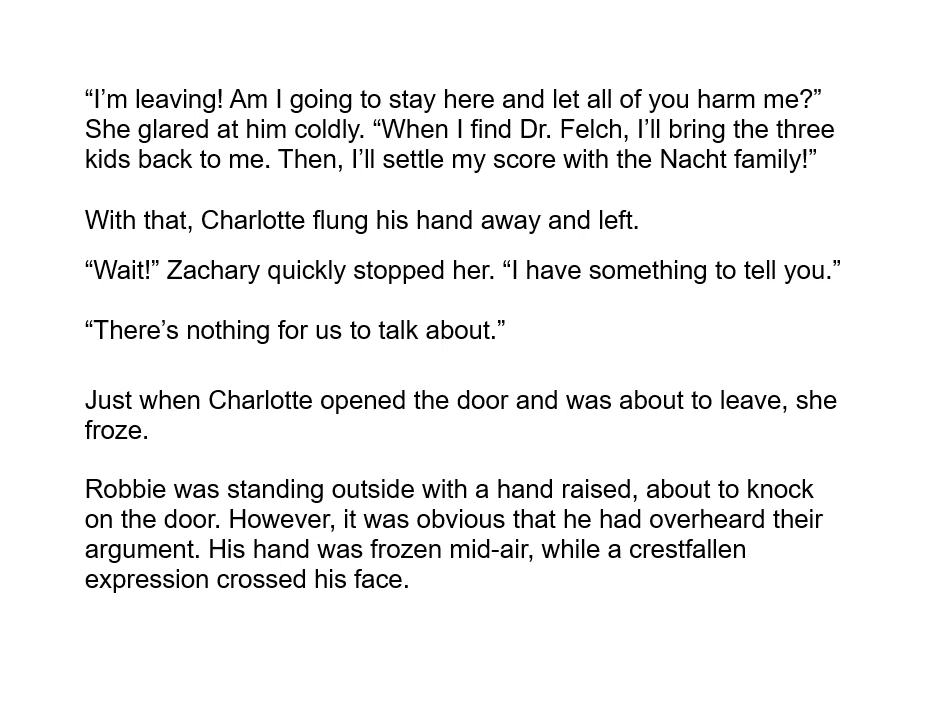 “I’m leaving! Am I going to stay here and let all of you harm me?”
She glared at him coldly. “When I find Dr. Felch, I’ll bring the three
kids back to me. Then, I’ll settle my score with the Nacht family!”
With that, Charlotte flung his hand away and left.
“Wait!” Zachary quickly stopped her. “I have something to tell you.”
“There’s nothing for us to talk about.”
Just when Charlotte opened the door and was about to leave, she
froze.
Robbie was standing outside with a hand raised, about to knock
on the door. However, it was obvious that he had overheard their
argument. His hand was frozen mid-air, while a crestfallen
expression crossed his face.